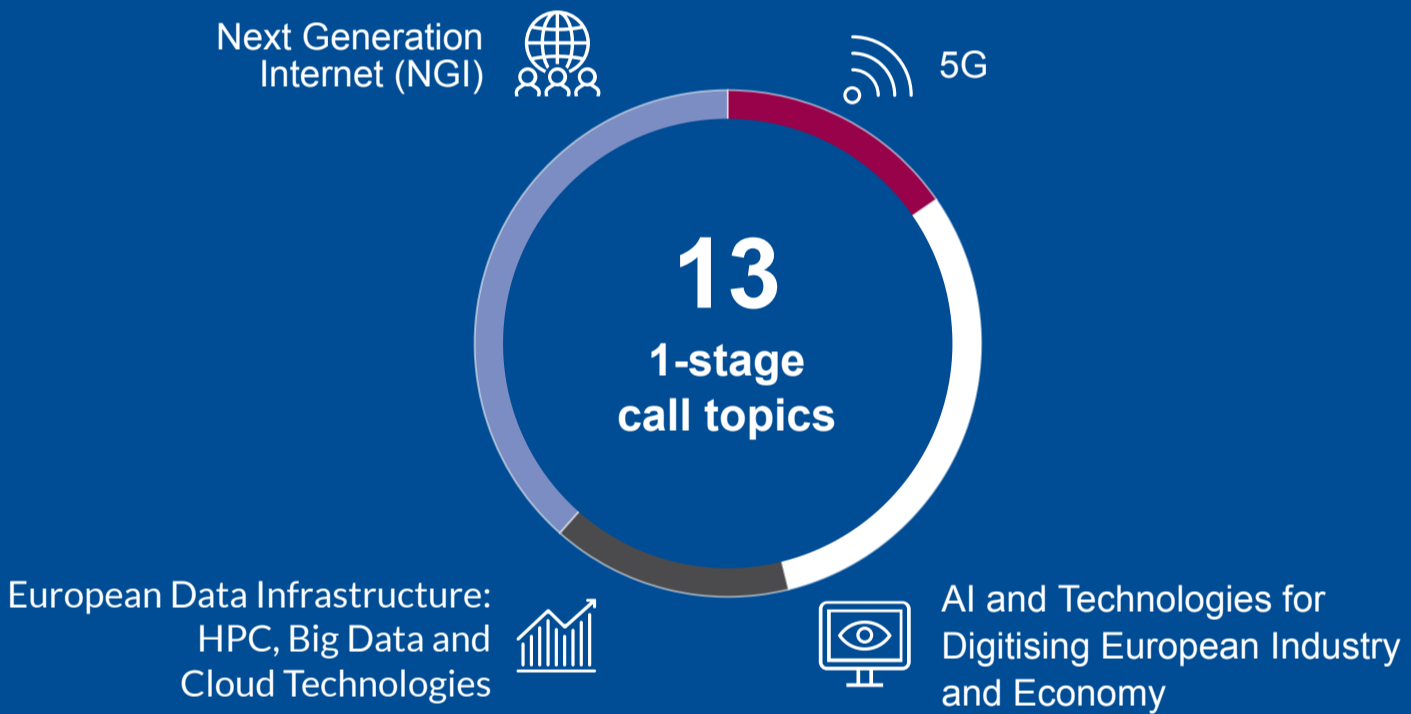 Next Generation
Internet (NGI)
5G
13
1-stage
call topics
European Data Infrastructure:
HPC, Big Data and
Cloud Technologies
AI and Technologies for
Digitising European Industry
and Economy